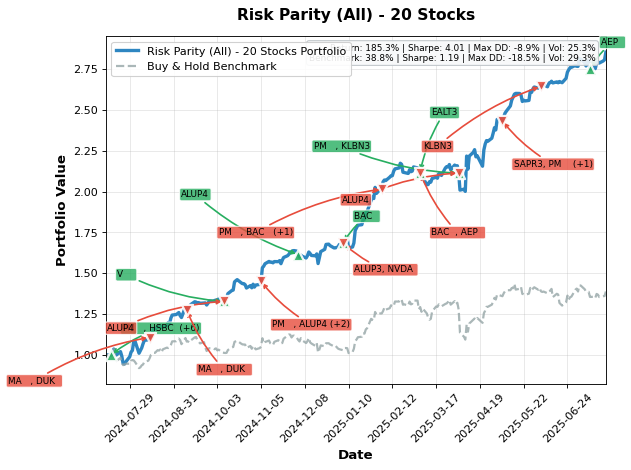 Risk Parity (All) - 20 Stocks
Risk Parity (All) - 20 Stocks Portfolio
Buy & Hold Benchmark
rn: 185.3% | Sharpe: 4.01 | Max DD: -8.9% | Vol: 25.3%
Benchmark: 38.8% | Sharpe: 1.19 | Max DD: -18.5% | Vol: 29.3%
AEP
EALT3
PM , KLBN3
KLBN3
SAPR3, PM (+1)
ALUP4
ALUP4
BAC
PM , BAC (+1)
BAC , AEP
ALUP3, NVDA
V
ALUP4
, HSBC (+6)
PM , ALUP4 (+2)
MA , DUK
MA , DUK
Portfolio Value
2.75
2.50
2.25
2.00
1.75
1.50
1.25
1.00
2024-07-29
2024-08-31
2024-10-03
2024-11-05
2024-12-08
2025-01-10
2025-02-12
2025-03-17
2025-04-19
2025-05-22
2025-06-24
Date